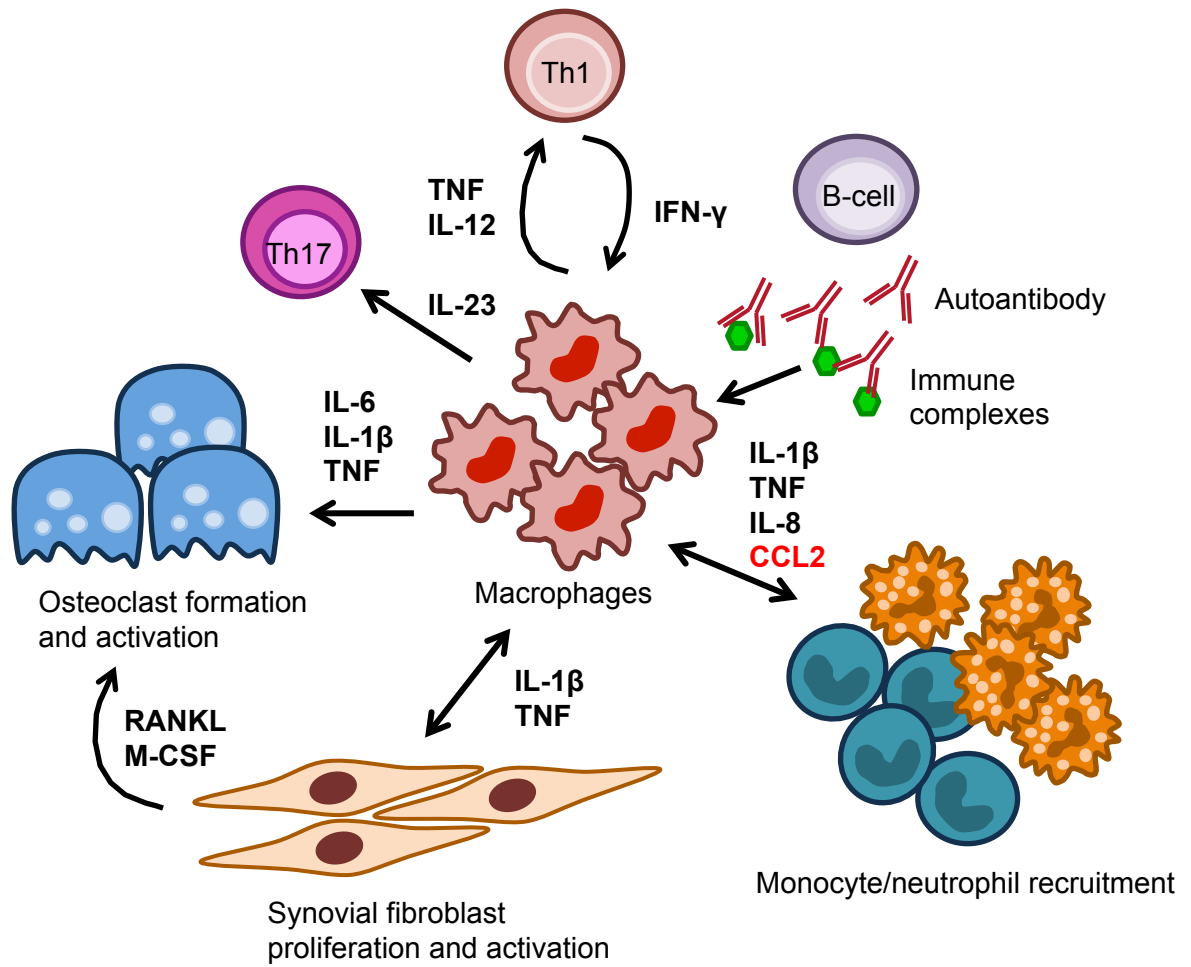 Th1
TNF
IL-12
IFN-γ
B-cell
Th17
IL-23
Autoantibody
Immune
complexes
IL-6
IL-1β
TNF
IL-1β
TNF
IL-8
CCL2
Macrophages
Osteoclast formation
and activation
RANKL
M-CSF
IL-1β
TNF
Monocyte/neutrophil recruitment
Synovial fibroblast
proliferation and activation